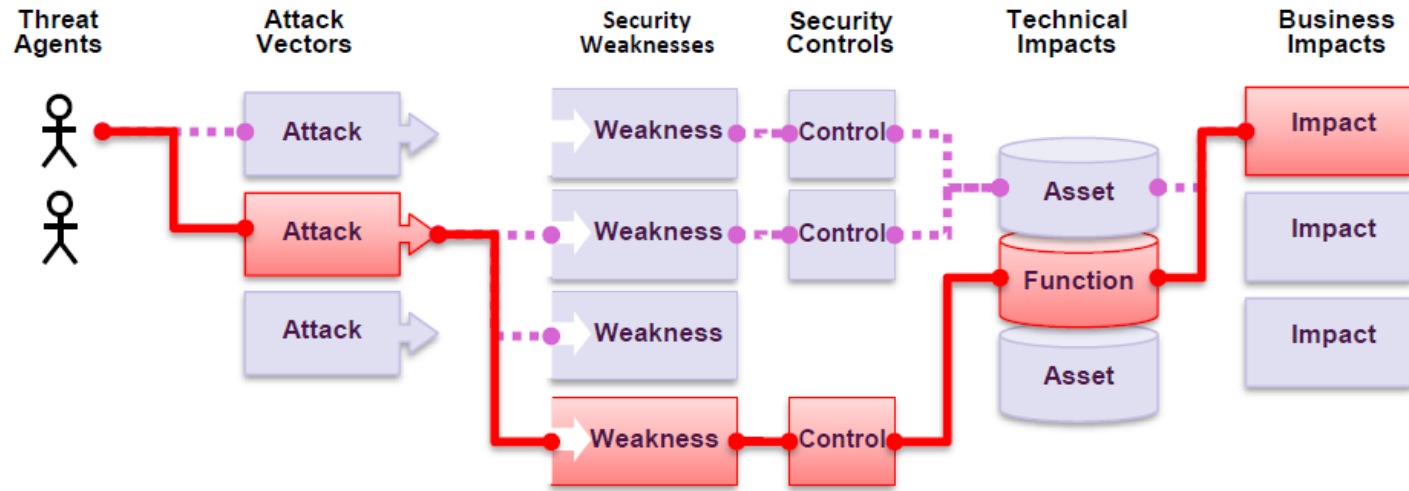 Threat
Agents
Attack
Vectors
Security
Weaknesses
Security
Controls
Technical
Impacts
Business
Impacts
Attack
Weakness
Control
Asset
Impact
Attack
Weakness
Control
Function
Impact
Attack
Weakness
Asset
Impact
Weakness
Control